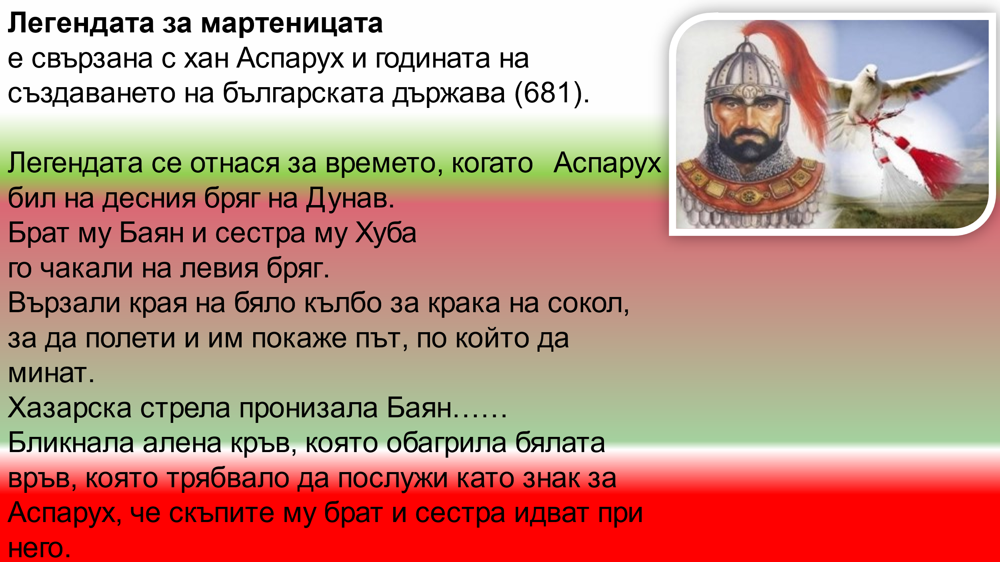 Легендата за мартеницата
е свързана с хан Аспарух и годината на
създаването на българската държава (681).
Легендата се отнася за времето, когато   Аспарух
бил на десния бряг на Дунав.
Брат му Баян и сестра му Хуба
го чакали на левия бряг.
Вързали края на бяло кълбо за крака на сокол,
за да полети и им покаже път, по който да
минат.
Хазарска стрела пронизала Баян……
Бликнала алена кръв, която обагрила бялата
връв, която трябвало да послужи като знак за
Аспарух, че скъпите му брат и сестра идват при
него.